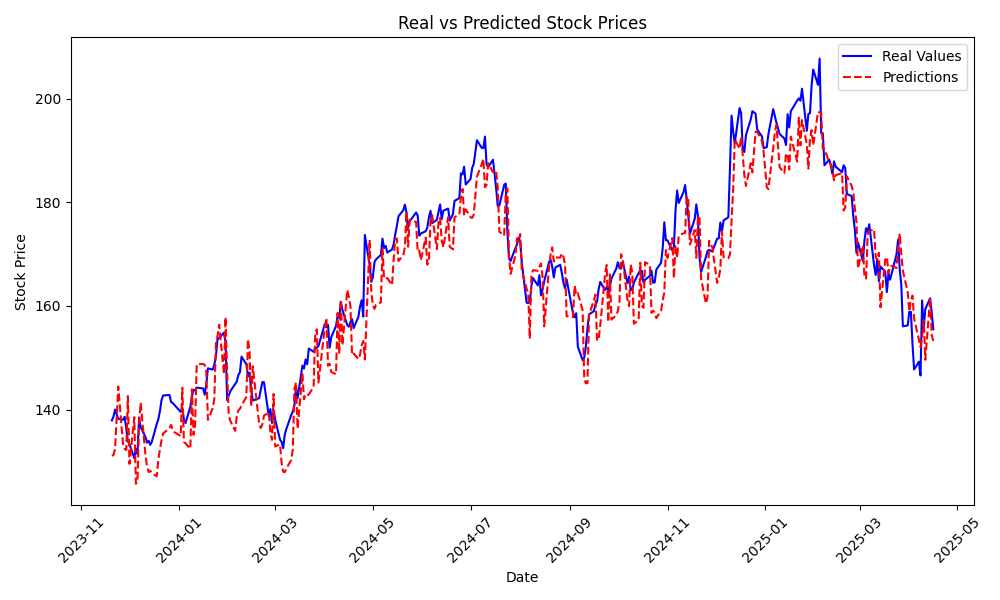 Real vs Predicted Stock Prices
Real Values
Predictions
Stock Price
200
180
160
140
2023-11
2024-01
2024-03
2024-05
2024-07
2024-09
2024-11
2025-01
2025-03
2025-05
Date